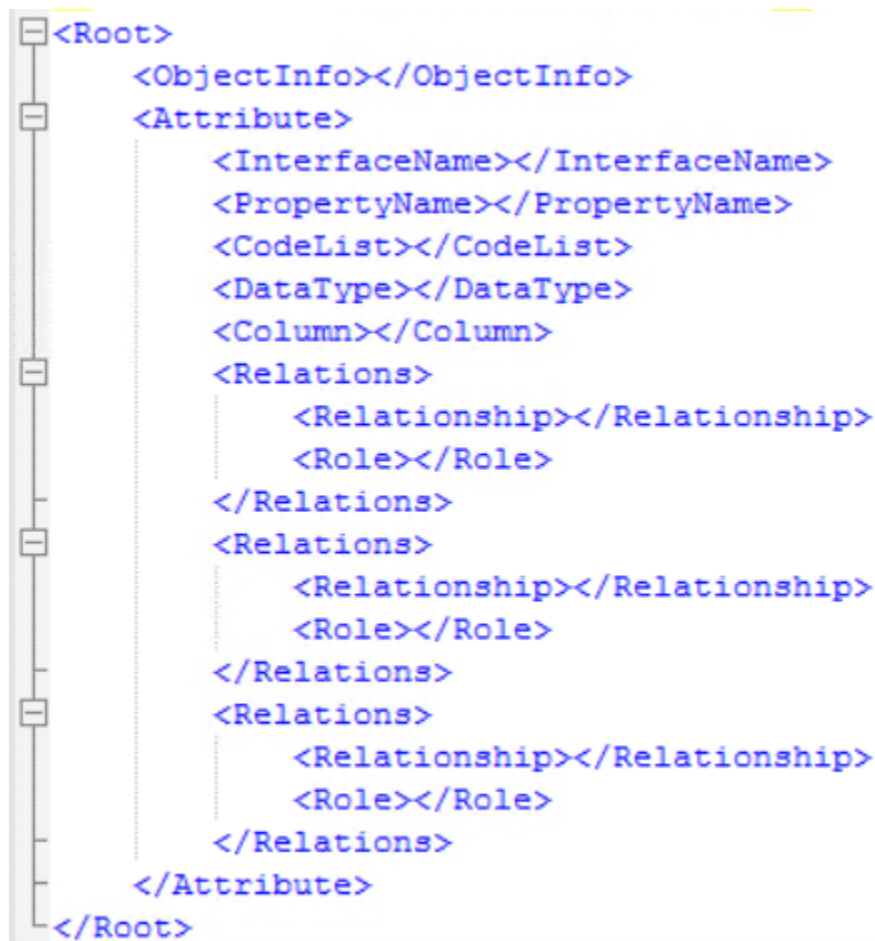 <Root>
<ObjectInfo></ObjectInfo>
<Attribute>
<InterfaceName></InterfaceName>
<PropertyName></PropertyName>
<CodeList></CodeList>
<DataType></DataType>
<Column></Column>
<Relations>
<Relationship></Relationship>
<Role></Role>
</Relations>
<Relations>
<Relationship></Relationship>
<Role></Role>
</Relations>
<Relations>
<Relationship></Relationship>
<Role></Role>
</Relations>
</Attribute>
</Root>